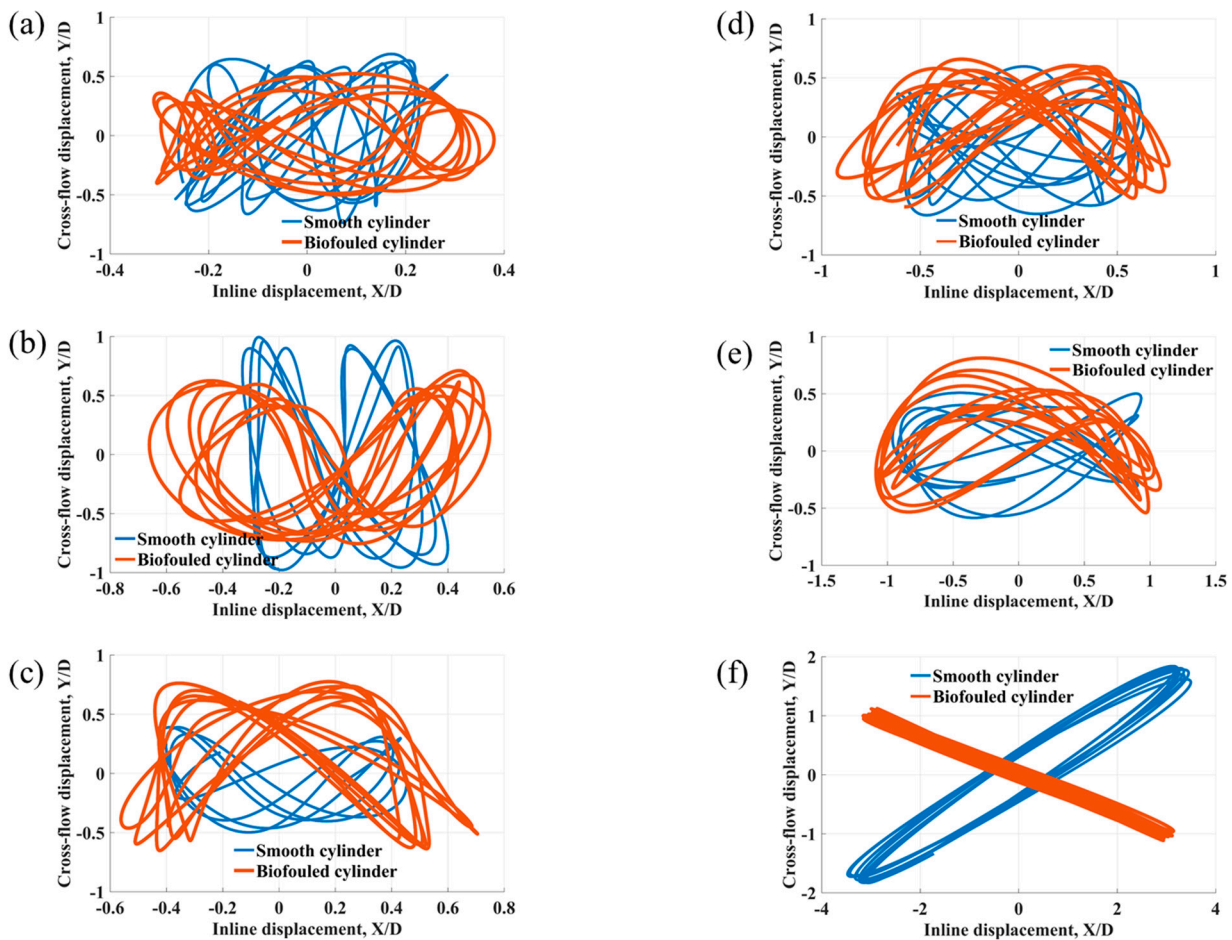 (a)
Cross-flow displacement, Y/D
1
0.5
0
-0.5
-1
Smooth cylinder
Biofouled cylinder
-0.4 -0.2 0 0.2 0.4
Inline displacement, X/D
(d)
Cross-flow displacement, Y/D
1
0.5
0
-0.5
-1
Smooth cylinder
Biofouled cylinder
-1 -0.5 0 0.5 1
Inline displacement, X/D
(b)
Cross-flow displacement, Y/D
1
0.5
0
-0.5
-1
Smooth cylinder
Biofouled cylinder
-0.8 -0.6 -0.4 -0.2 0 0.2 0.4 0.6
Inline displacement, X/D
(e)
Cross-flow displacement, Y/D
1
0.5
0
-0.5
-1
Smooth cylinder
Biofouled cylinder
-1.5 -1 -0.5 0 0.5 1 1.5
Inline displacement, X/D
(c)
Cross-flow displacement, Y/D
1
0.5
0
-0.5
-1
Smooth cylinder
Biofouled cylinder
-0.6 -0.4 -0.2 0 0.2 0.4 0.6 0.8
Inline displacement, X/D
(f)
Cross-flow displacement, Y/D
2
1
0
-1
-2
Smooth cylinder
Biofouled cylinder
-4 -2 0 2 4
Inline displacement, X/D